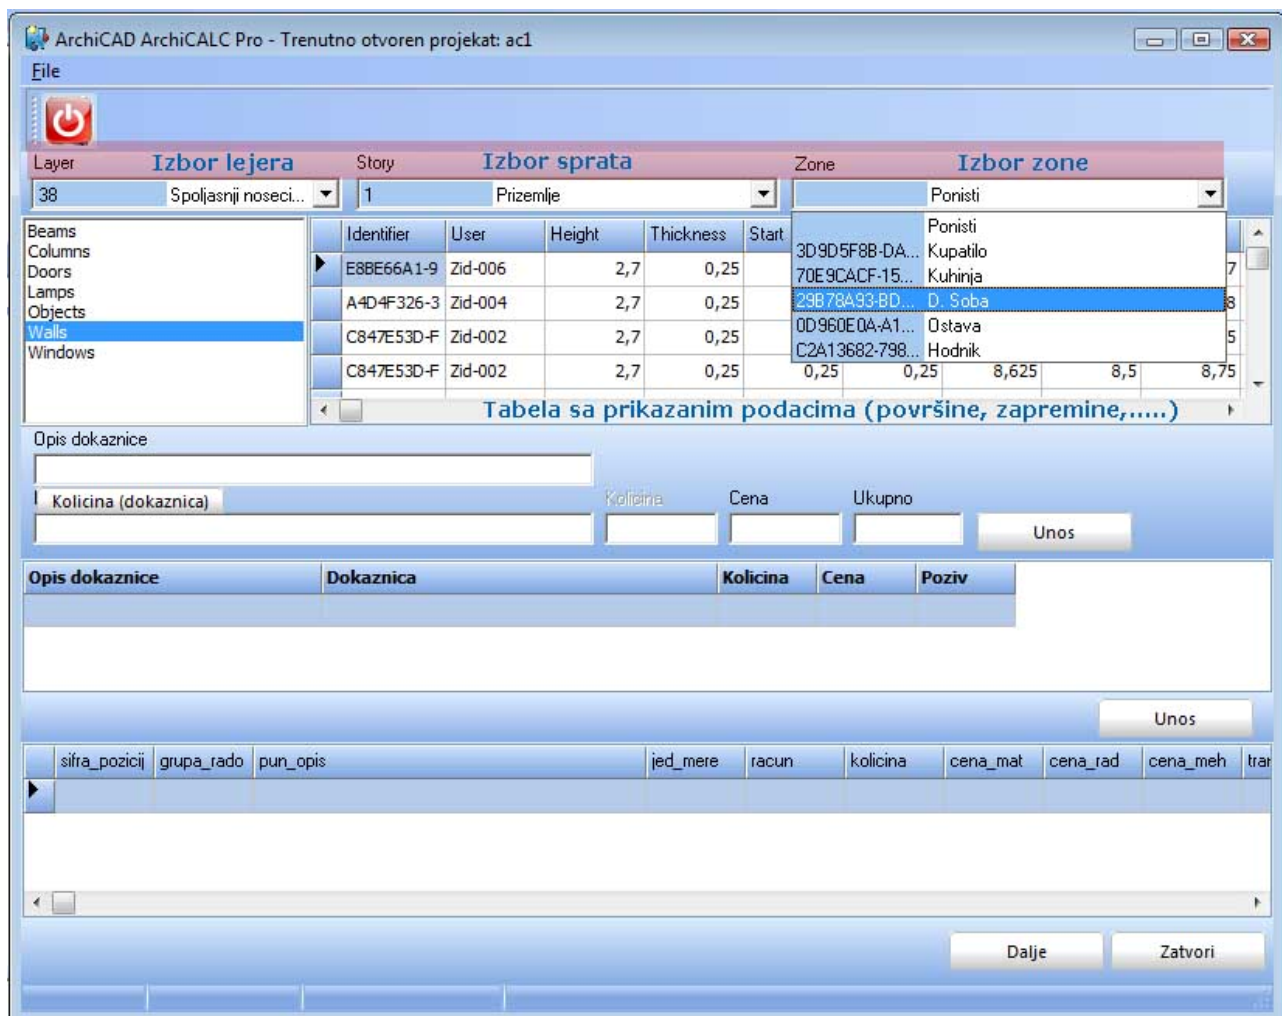 ArchiCAD ArchiCALC Pro - Trenutno otvoren projekat: ac1
File
Layer Izbor lejera Story Izbor sprata Zone Izbor zone
38 Spoljasnji noseci... 1 Prizemlje Ponisti
Beams
Columns
Doors
Lamps
Objects
Walls
Windows
Identifier User Height Thickness Start
E8BE66A1-9 Zid-006 2,7 0,25 7
A4D4F326-3 Zid-004 2,7 0,25 8
C847E53D-F Zid-002 2,7 0,25 5
C847E53D-F Zid-002 2,7 0,25 0,25 0,25 8,625 8,5 8,75
Ponisti
3D9D5F8B-DA... Kupatilo
70E9CACF-15... Kuhinja
29B78A93-BD... D. Soba
0D960E0A-A1... Ostava
C2A13682-798... Hodnik
Tabela sa prikazanim podacima (površine, zapremine,.....)
Opis dokaznice
Kolicina (dokaznica) Kolicina Cena Ukupno
Unos
Opis dokaznice Dokaznica Kolicina Cena Poziv
Unos
sifra_pozicij grupa_rado pun_opis jed_mere racun kolicina cena_mat cena_rad cena_meh tran
Dalje Zatvori